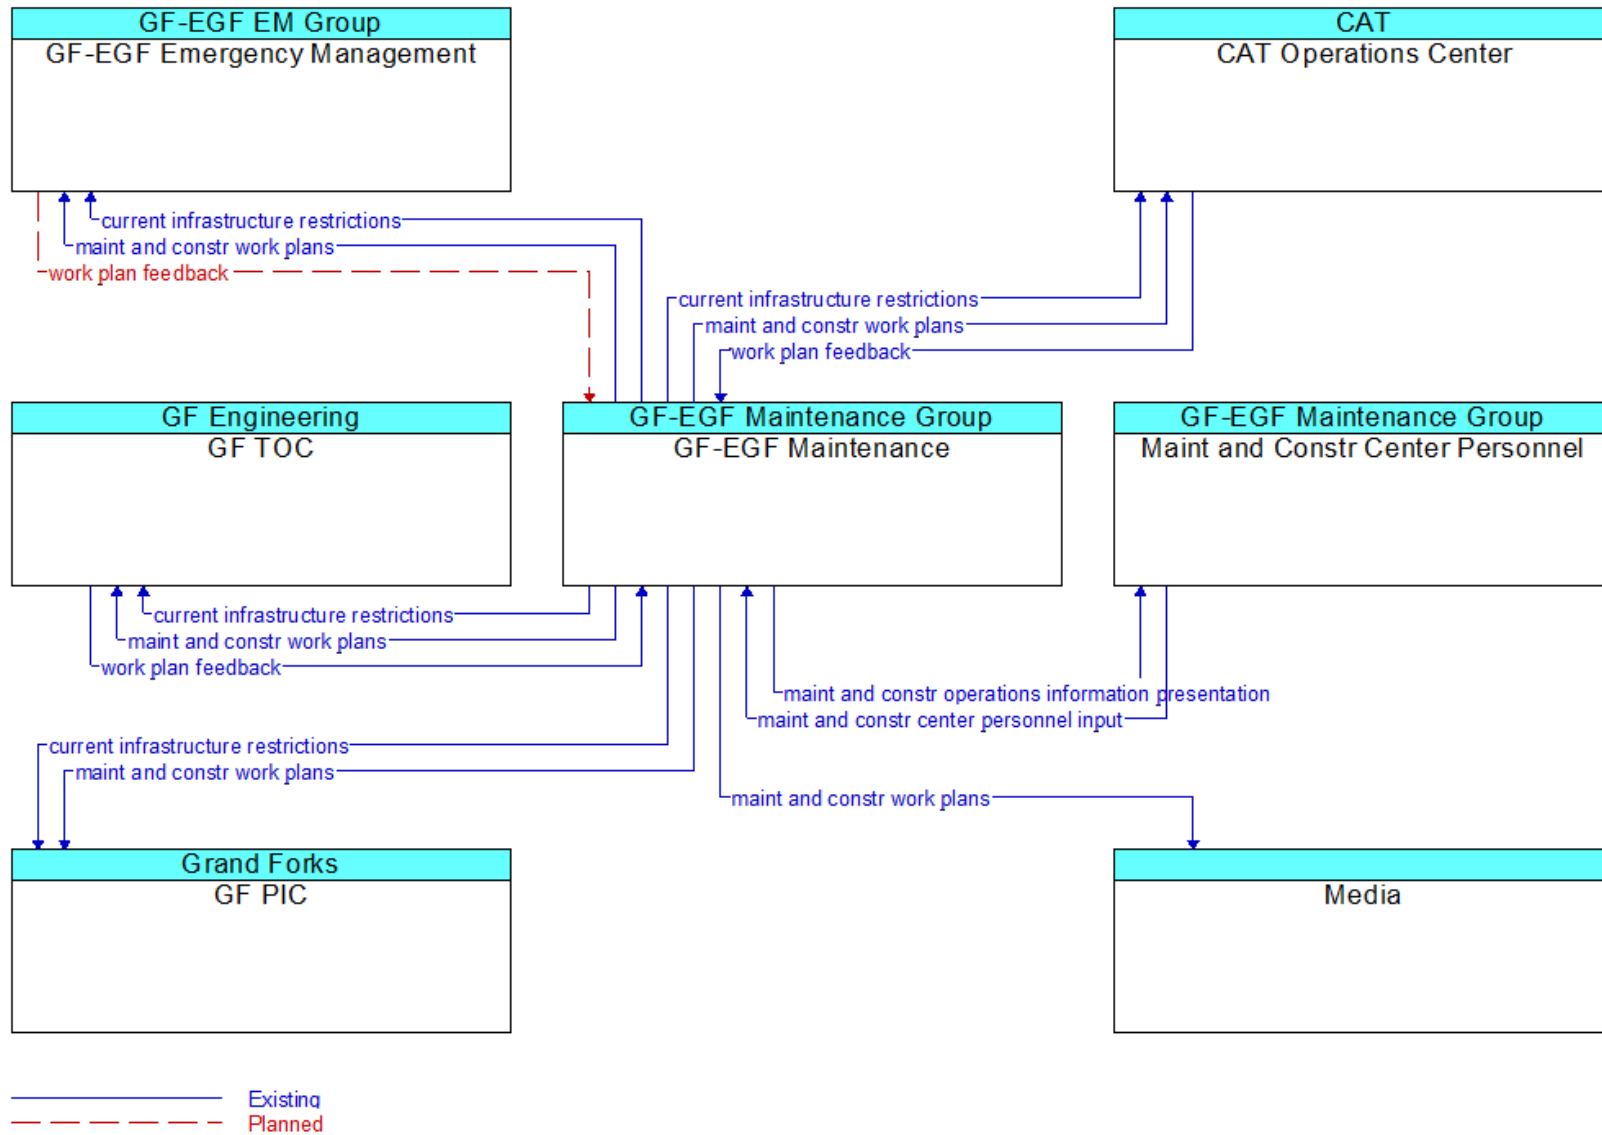 GF-EGF EM Group
GF-EGF Emergency Management
CAT
CAT Operations Center
current infrastructure restrictions
maint and constr work plans
work plan feedback
current infrastructure restrictions
maint and constr work plans
work plan feedback
GF Engineering
GF TOC
GF-EGF Maintenance Group
GF-EGF Maintenance
GF-EGF Maintenance Group
Maint and Constr Center Personnel
current infrastructure restrictions
maint and constr work plans
work plan feedback
maint and constr operations information presentation
maint and constr center personnel input
current infrastructure restrictions
maint and constr work plans
maint and constr work plans
Grand Forks
GF PIC
Media
Existing
Planned